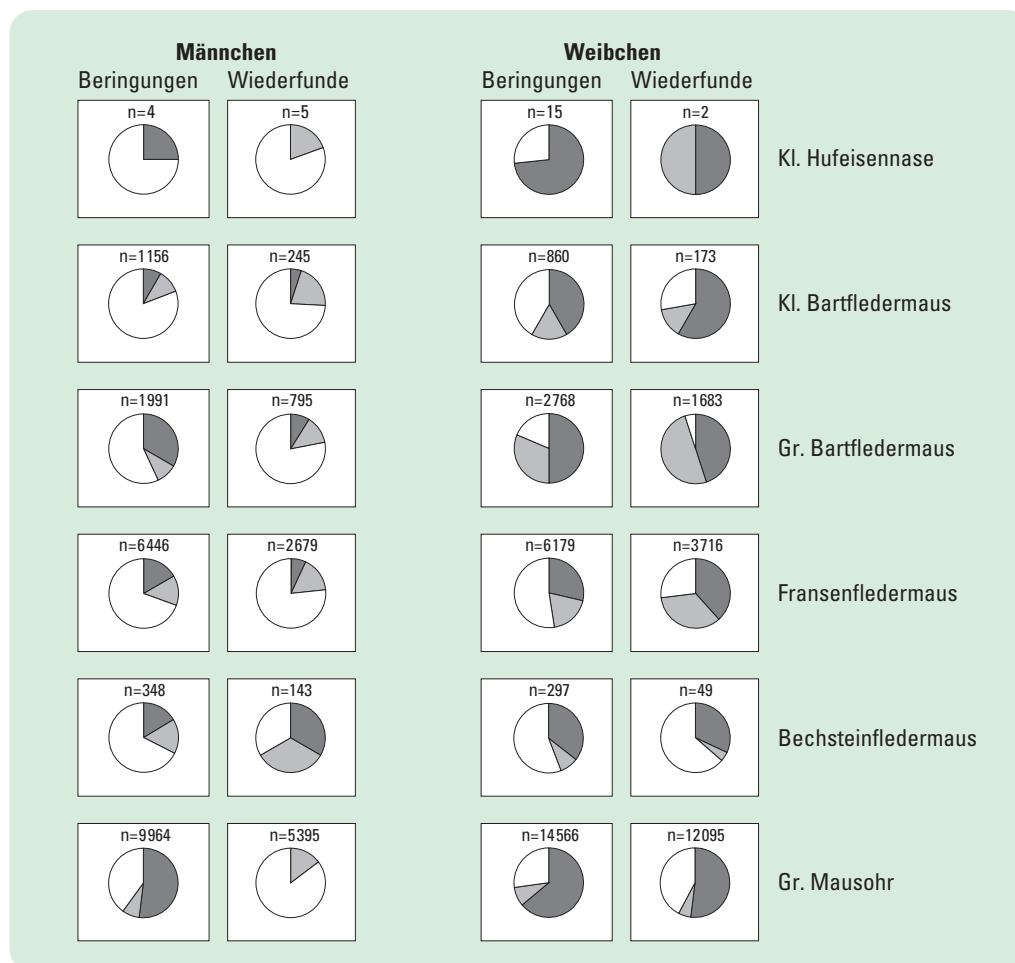 Männchen Weibchen
Beringungen Wiederfunde Beringungen Wiederfunde
n=4 n=5 n=15 n=2
Kl. Hufeisennase
n=1156 n=245 n=860 n=173
Kl. Bartfledermaus
n=1991 n=795 n=2768 n=1683
Gr. Bartfledermaus
n=6446 n=2679 n=6179 n=3716
Fransenfledermaus
n=348 n=143 n=297 n=49
Bechsteinfledermaus
n=9964 n=5395 n=14566 n=12095
Gr. Mausohr